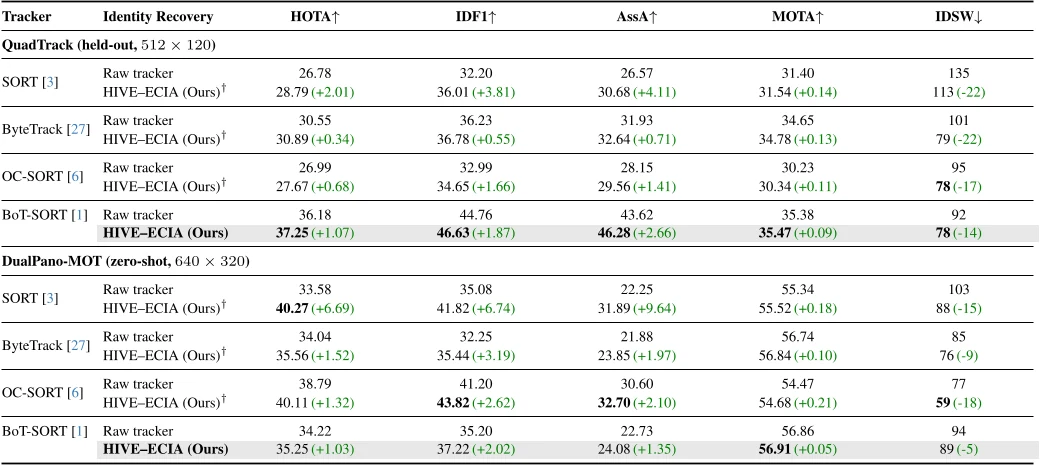 Tracker Identity Recovery HOTA↑ IDF1↑ AssA↑ MOTA↑ IDSW↓
QuadTrack (held-out, 512 × 120)
SORT [3]
Raw tracker 26.78 32.20 26.57 31.40 135
HIVE–ECIA (Ours)† 28.79 (+2.01) 36.01 (+3.81) 30.68 (+4.11) 31.54 (+0.14) 113 (-22)
ByteTrack [27]
Raw tracker 30.55 36.23 31.93 34.65 101
HIVE–ECIA (Ours)† 30.89 (+0.34) 36.78 (+0.55) 32.64 (+0.71) 34.78 (+0.13) 79 (-22)
OC-SORT [6]
Raw tracker 26.99 32.99 28.15 30.23 95
HIVE–ECIA (Ours)† 27.67 (+0.68) 34.65 (+1.66) 29.56 (+1.41) 30.34 (+0.11) 78 (-17)
BoT-SORT [1] Raw tracker 36.18 44.76 43.62 35.38 92
HIVE–ECIA (Ours) 37.25 (+1.07) 46.63 (+1.87) 46.28 (+2.66) 35.47 (+0.09) 78 (-14)
DualPano-MOT (zero-shot, 640 × 320)
SORT [3]
Raw tracker 33.58 35.08 22.25 55.34 103
HIVE–ECIA (Ours)† 40.27 (+6.69) 41.82 (+6.74) 31.89 (+9.64) 55.52 (+0.18) 88 (-15)
ByteTrack [27]
Raw tracker 34.04 32.25 21.88 56.74 85
HIVE–ECIA (Ours)† 35.56 (+1.52) 35.44 (+3.19) 23.85 (+1.97) 56.84 (+0.10) 76 (-9)
OC-SORT [6]
Raw tracker 38.79 41.20 30.60 54.47 77
HIVE–ECIA (Ours)† 40.11 (+1.32) 43.82 (+2.62) 32.70 (+2.10) 54.68 (+0.21) 59 (-18)
BoT-SORT [1] Raw tracker 34.22 35.20 22.73 56.86 94
HIVE–ECIA (Ours) 35.25 (+1.03) 37.22 (+2.02) 24.08 (+1.35) 56.91 (+0.05) 89 (-5)